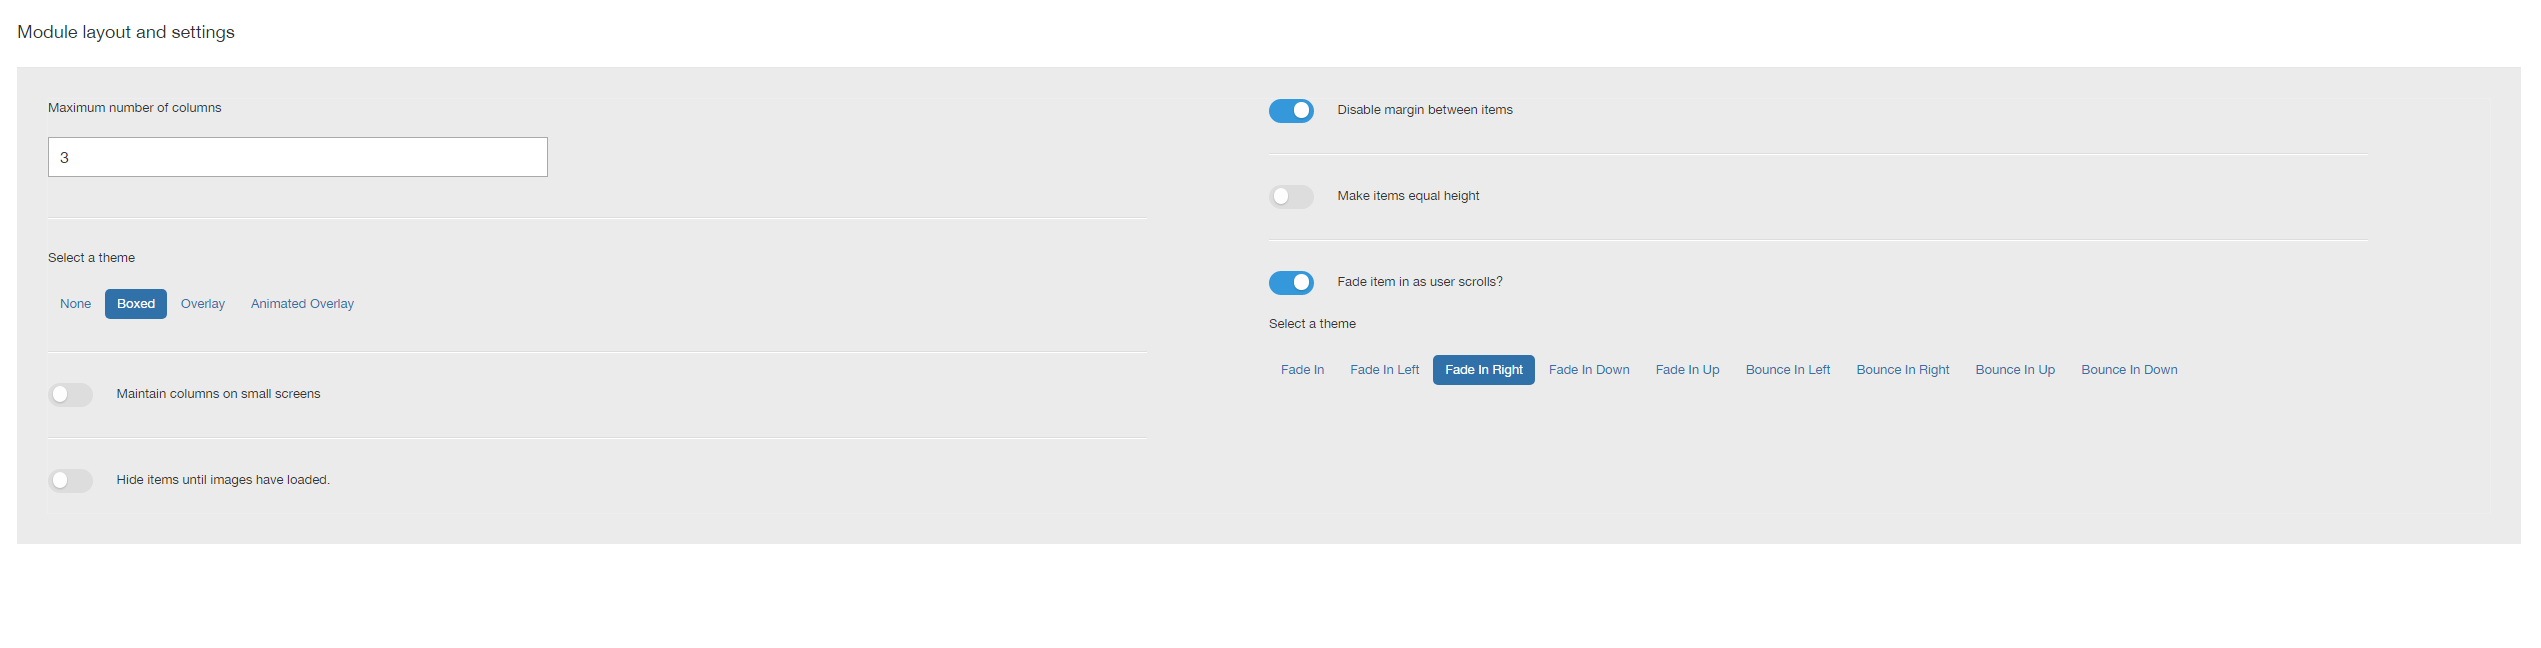 Module layout and settings
Maximum number of columns
3
Select a theme
None Boxed Overlay Animated Overlay
Maintain columns on small screens
Hide items until images have loaded.
Disable margin between items
Make items equal height
Fade item in as user scrolls?
Select a theme
Fade In Fade In Left Fade In Right Fade In Down Fade In Up Bounce In Left Bounce In Right Bounce In Up Bounce In Down